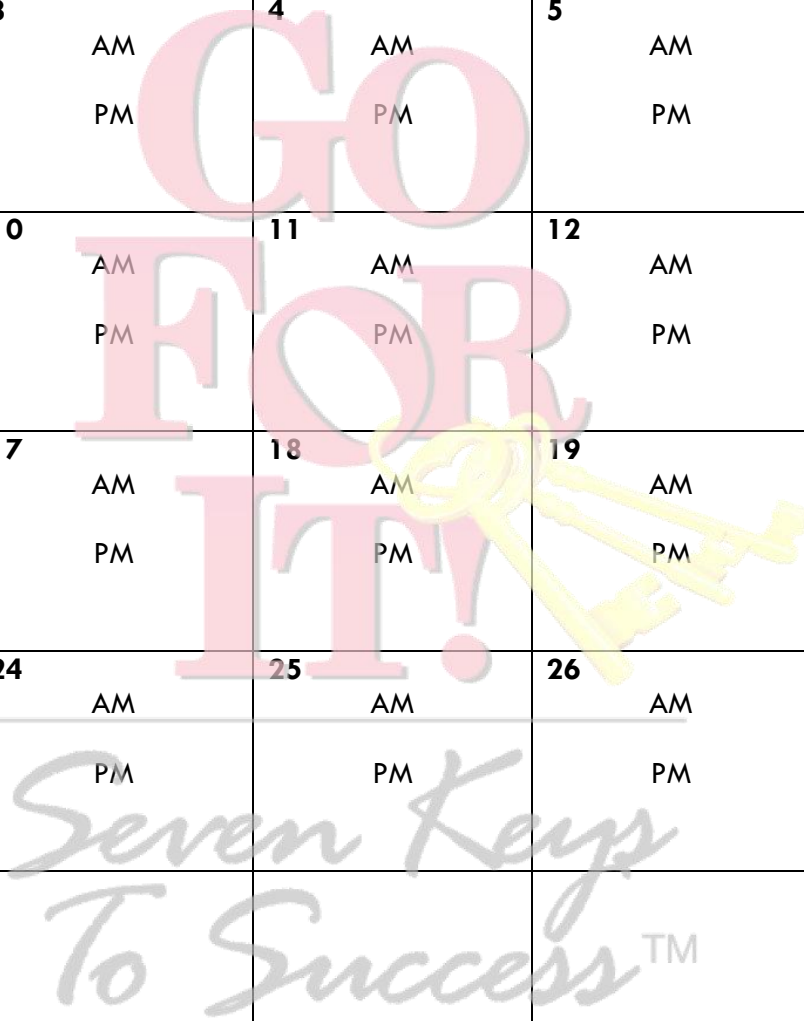 3 4 5
AM AM AM
PM PM PM
0 11 12
AM AM AM
PM PM PM
7 18 19
AM AM AM
PM PM PM
24 25 26
AM AM AM
PM PM PM
GO
FOR
IT!
Seven Keys
To Success™